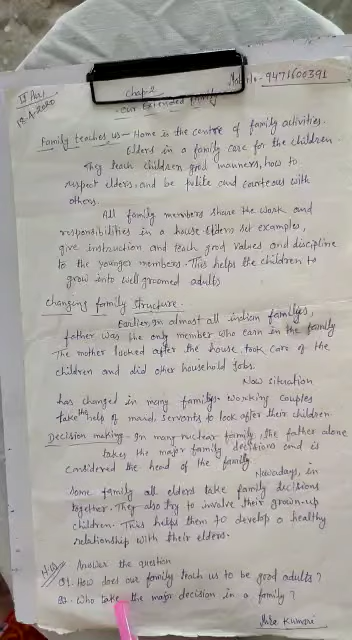 Mob. No - 9471600391
13-4-2020
Chap-2
Our Extended family
Family teaches us - Home is the centre of family activities.
Elders in a family care for the children.
They teach children good manners, how to
respect elders, and be polite and courteous with
others.
All family members share the work and
responsibilities in a house. Elders set examples,
give instruction and teach good values and discipline
to the younger members. This helps the children to
grow into well groomed adults
Changing family structure.
Earlier, in almost all indian families,
father was the only member who earn in the family
The mother looked after the house, took care of the
children and did other household jobs.
Now situation
has changed in many family. Working couples
take the help of maid, servants to look after their children.
Decision making - In many nuclear family, the father alone
takes the major family decisions and is
considered the head of the family.
Nowadays, in
some family all elders take family decisions
together. They also try to involve their grown-up
children. This helps them to develop a healthy
relationship with their elders.
H.W Answer the question
Q1. How does our family teach us to be good adults?
Q2. Who take the major decision in a family?
Kumari